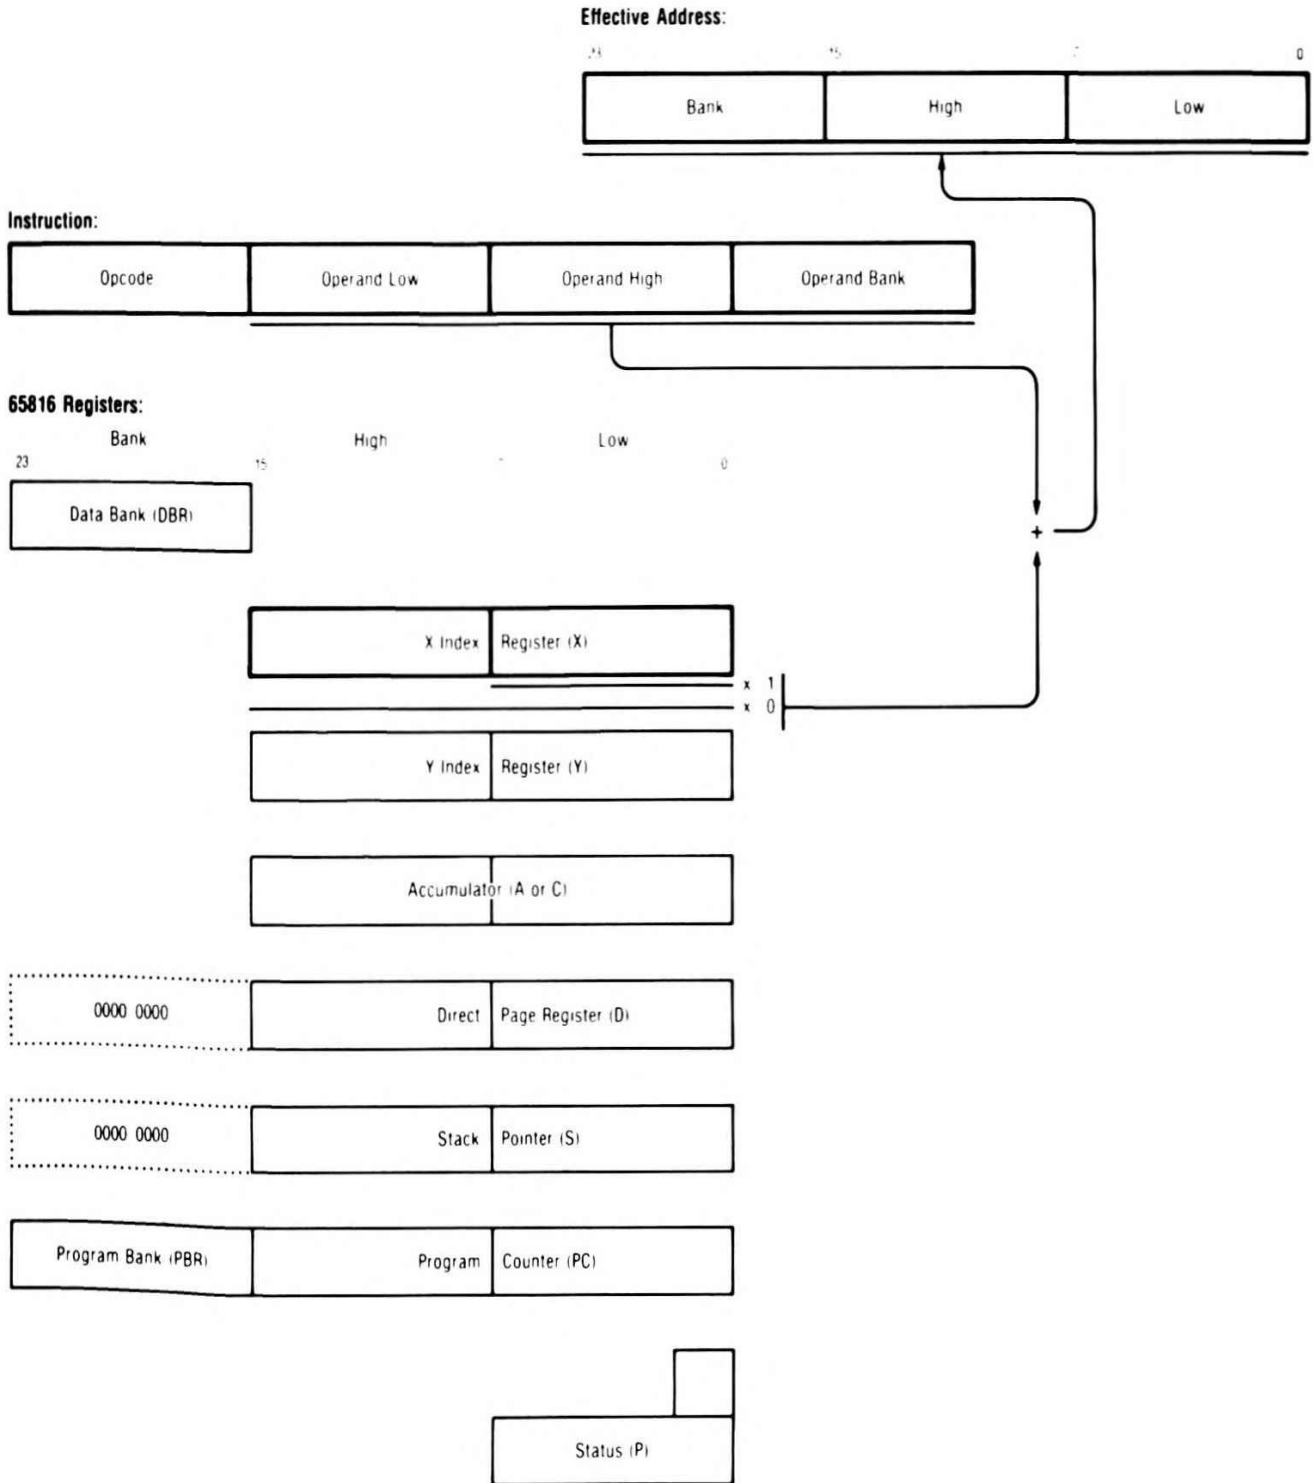 Effective Address:
23 15 7 0
Bank High Low
Instruction:
Opcode Operand Low Operand High Operand Bank
65816 Registers:
Bank High Low
23 15 0
Data Bank (DBR)
+
X Index Register (X)
x 1
x 0
Y Index Register (Y)
Accumulator (A or C)
0000 0000 Direct Page Register (D)
0000 0000 Stack Pointer (S)
Program Bank (PBR) Program Counter (PC)
Status (P)